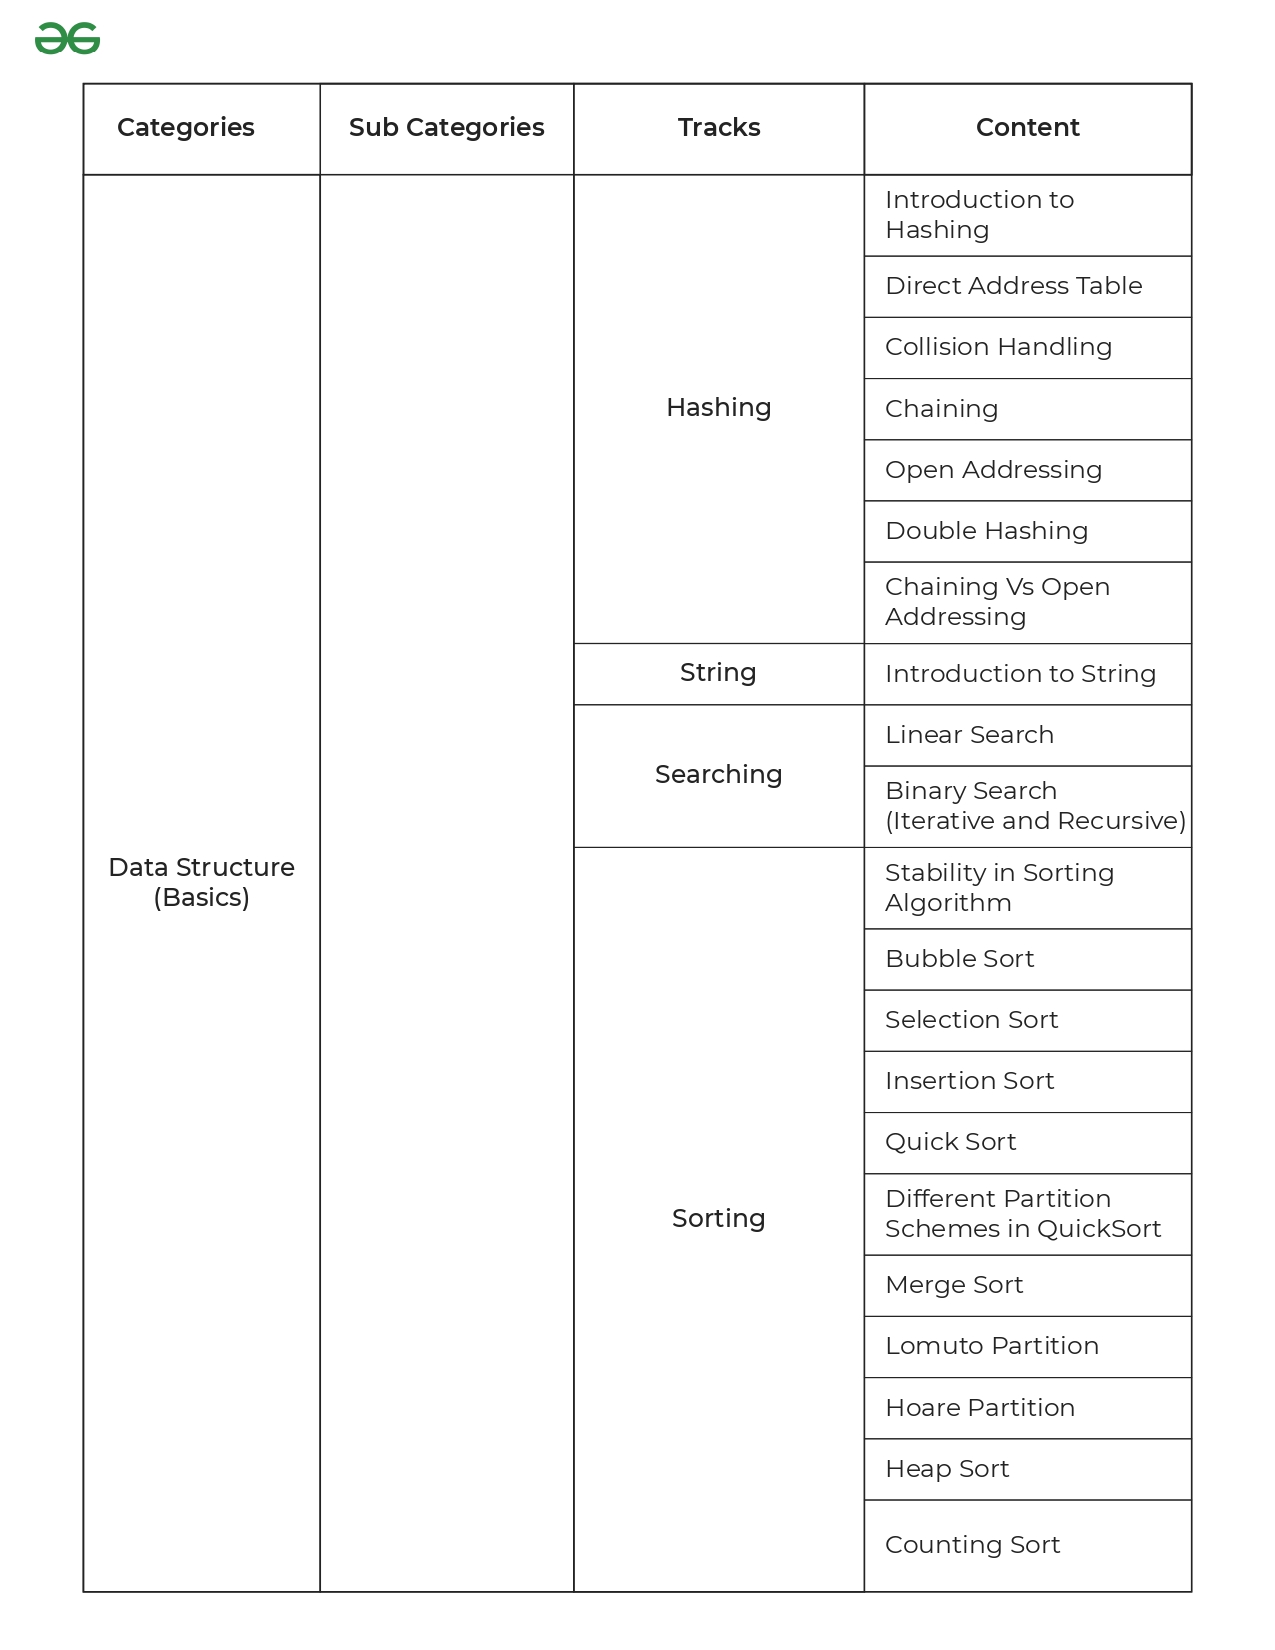 Categories
Sub Categories
Tracks
Content
Data Structure
(Basics)
Hashing
Introduction to
Hashing
Direct Address Table
Collision Handling
Chaining
Open Addressing
Double Hashing
Chaining Vs Open
Addressing
String
Introduction to String
Searching
Linear Search
Binary Search
(Iterative and Recursive)
Sorting
Stability in Sorting
Algorithm
Bubble Sort
Selection Sort
Insertion Sort
Quick Sort
Different Partition
Schemes in QuickSort
Merge Sort
Lomuto Partition
Hoare Partition
Heap Sort
Counting Sort